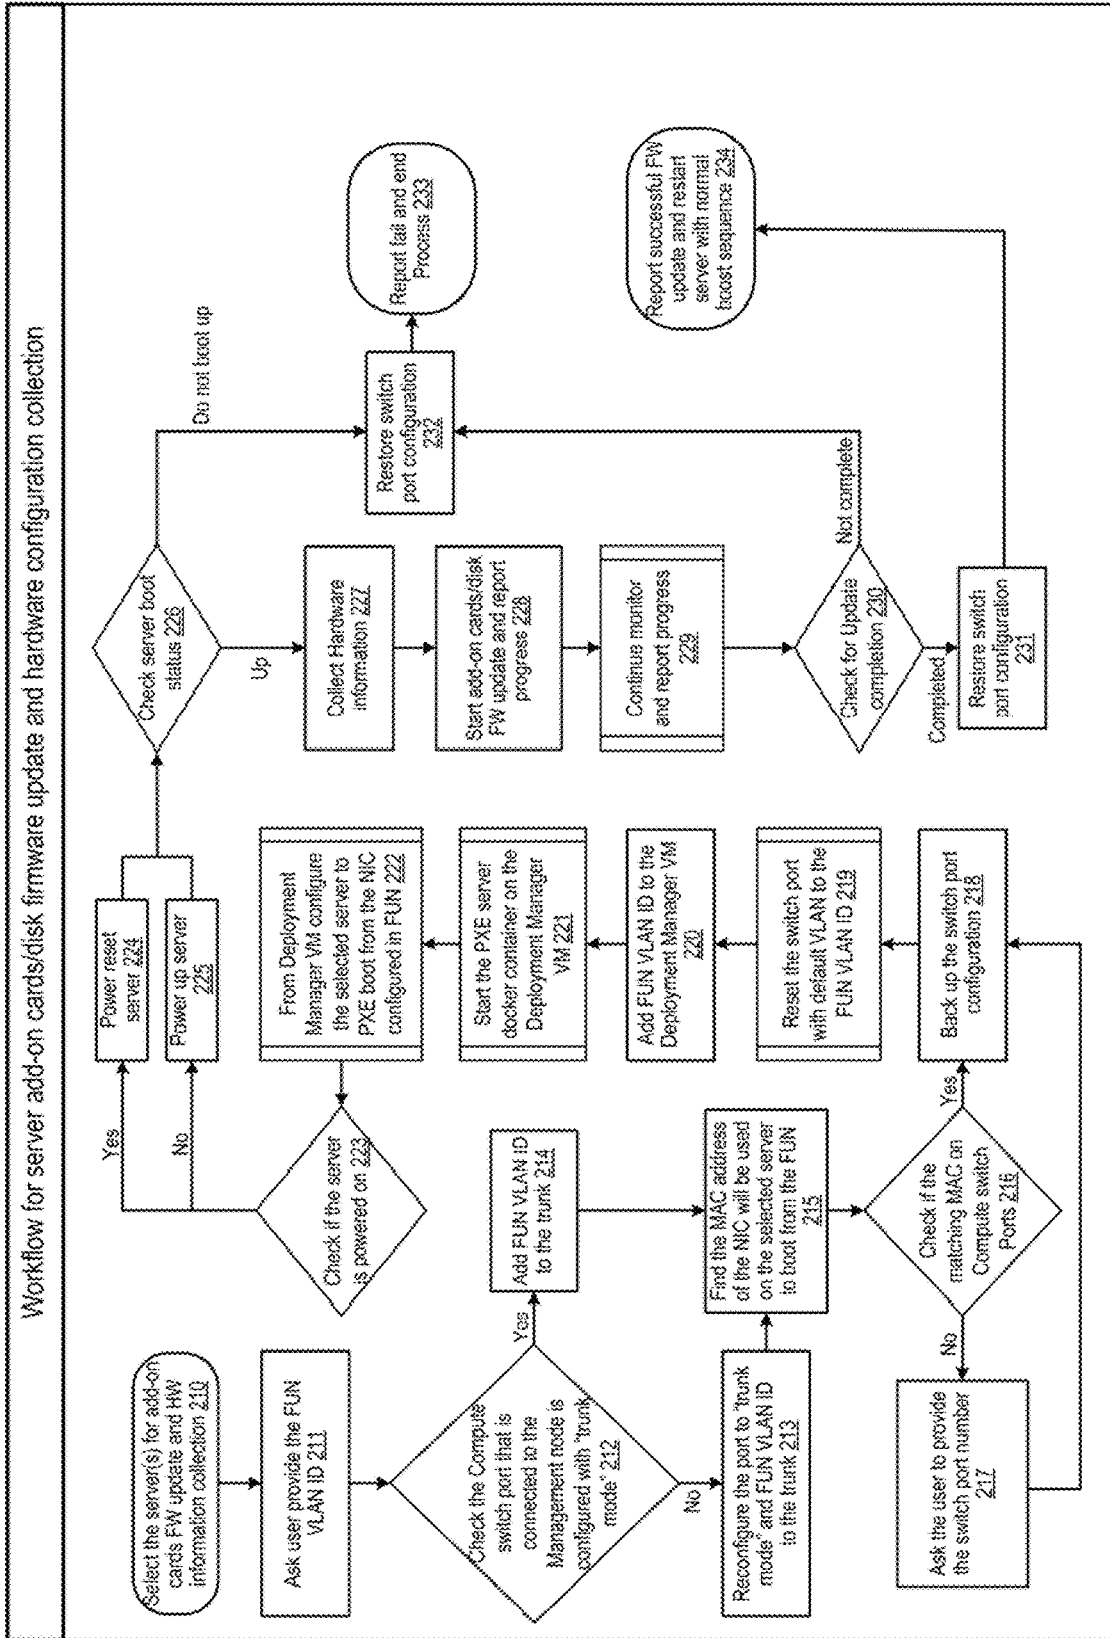 Workflow for server add-on cards/disk firmware update and hardware configuration collection
Select the server(s) for add-on
cards FW update and HW
information collection 210
Ask user provide the FUN
VLAN ID 211
Check the Compute
switch port that is
connected to the
Management node is
configured with "trunk
mode" 212
No
Yes
Reconfigure the port to "trunk
mode" and FUN VLAN ID
to the trunk 213
Add FUN VLAN ID
to the trunk 214
Find the MAC address
of the NIC will be used
on the selected server
to boot from the FUN
215
Check if the
matching MAC on
Compute switch
Ports 216
No
Yes
Ask the user to provide
the switch port number
217
Back up the switch port
configuration 218
Reset the switch port
with default VLAN to the
FUN VLAN ID 219
Add FUN VLAN ID to the
Deployment Manager VM
220
Start the PXE server
docker container on the
Deployment Manager
VM 221
From Deployment
Manager VM configure
the selected server to
PXE boot from the NIC
configured in FUN 222
Check if the server
is powered on 223
Yes
No
Power reset
server 224
Power up server
225
Check server boot
status 226
Up
Do not boot up
Collect Hardware
information 227
Start add-on cards/disk
FW update and report
progress 228
Continue monitor
and report progress
229
Check for Update
completion 230
Completed
Not complete
Restore switch
port configuration
231
Restore switch
port configuration
232
Report fail and end
Process 233
Report successful FW
update and restart
server with normal
boost sequence 234